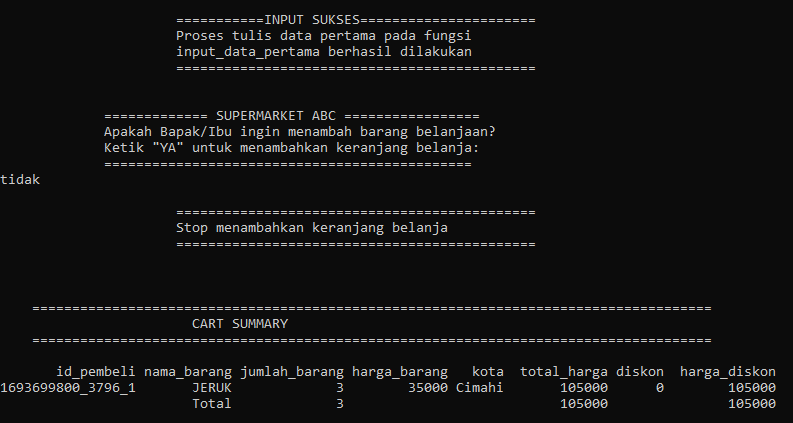 ===========INPUT SUKSES======================
Proses tulis data pertama pada fungsi
input_data_pertama berhasil dilakukan
=============================================
============= SUPERMARKET ABC =================
Apakah Bapak/Ibu ingin menambah barang belanjaan?
Ketik "YA" untuk menambahkan keranjang belanja:
==============================================
tidak
=============================================
Stop menambahkan keranjang belanja
=============================================
=====================================================================================
CART SUMMARY
=====================================================================================
id_pembeli nama_barang jumlah_barang harga_barang kota total_harga diskon harga_diskon
1693699800_3796_1 JERUK 3 35000 Cimahi 105000 0 105000
Total 3 105000 105000